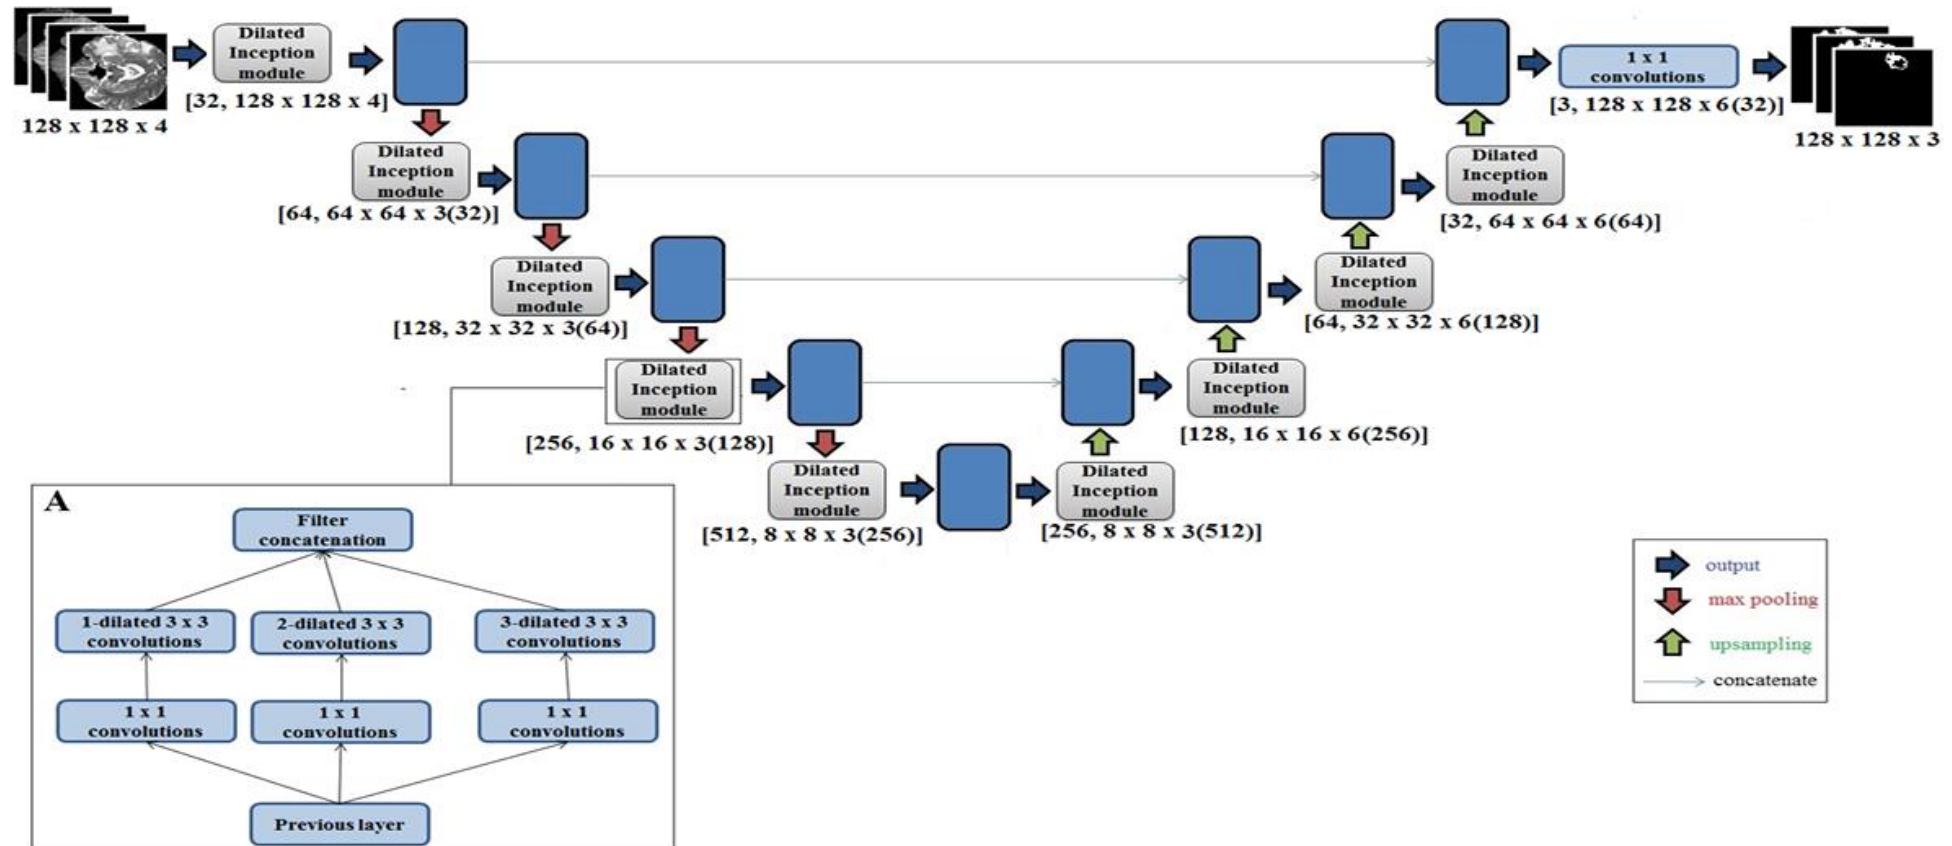 Dilated
Inception
module
[32, 128 x 128 x 4]
128 x 128 x 4
1 x 1
convolutions
[3, 128 x 128 x 6(32)]
128 x 128 x 3
Dilated
Inception
module
[64, 64 x 64 x 3(32)]
Dilated
Inception
module
[32, 64 x 64 x 6(64)]
Dilated
Inception
module
[128, 32 x 32 x 3(64)]
Dilated
Inception
module
[64, 32 x 32 x 6(128)]
Dilated
Inception
module
[256, 16 x 16 x 3(128)]
Dilated
Inception
module
[128, 16 x 16 x 6(256)]
Dilated
Inception
module
[512, 8 x 8 x 3(256)]
Dilated
Inception
module
[256, 8 x 8 x 3(512)]
A
Filter
concatenation
1-dilated 3 x 3
convolutions
2-dilated 3 x 3
convolutions
3-dilated 3 x 3
convolutions
1 x 1
convolutions
1 x 1
convolutions
1 x 1
convolutions
Previous layer
output
max pooling
upsampling
concatenate